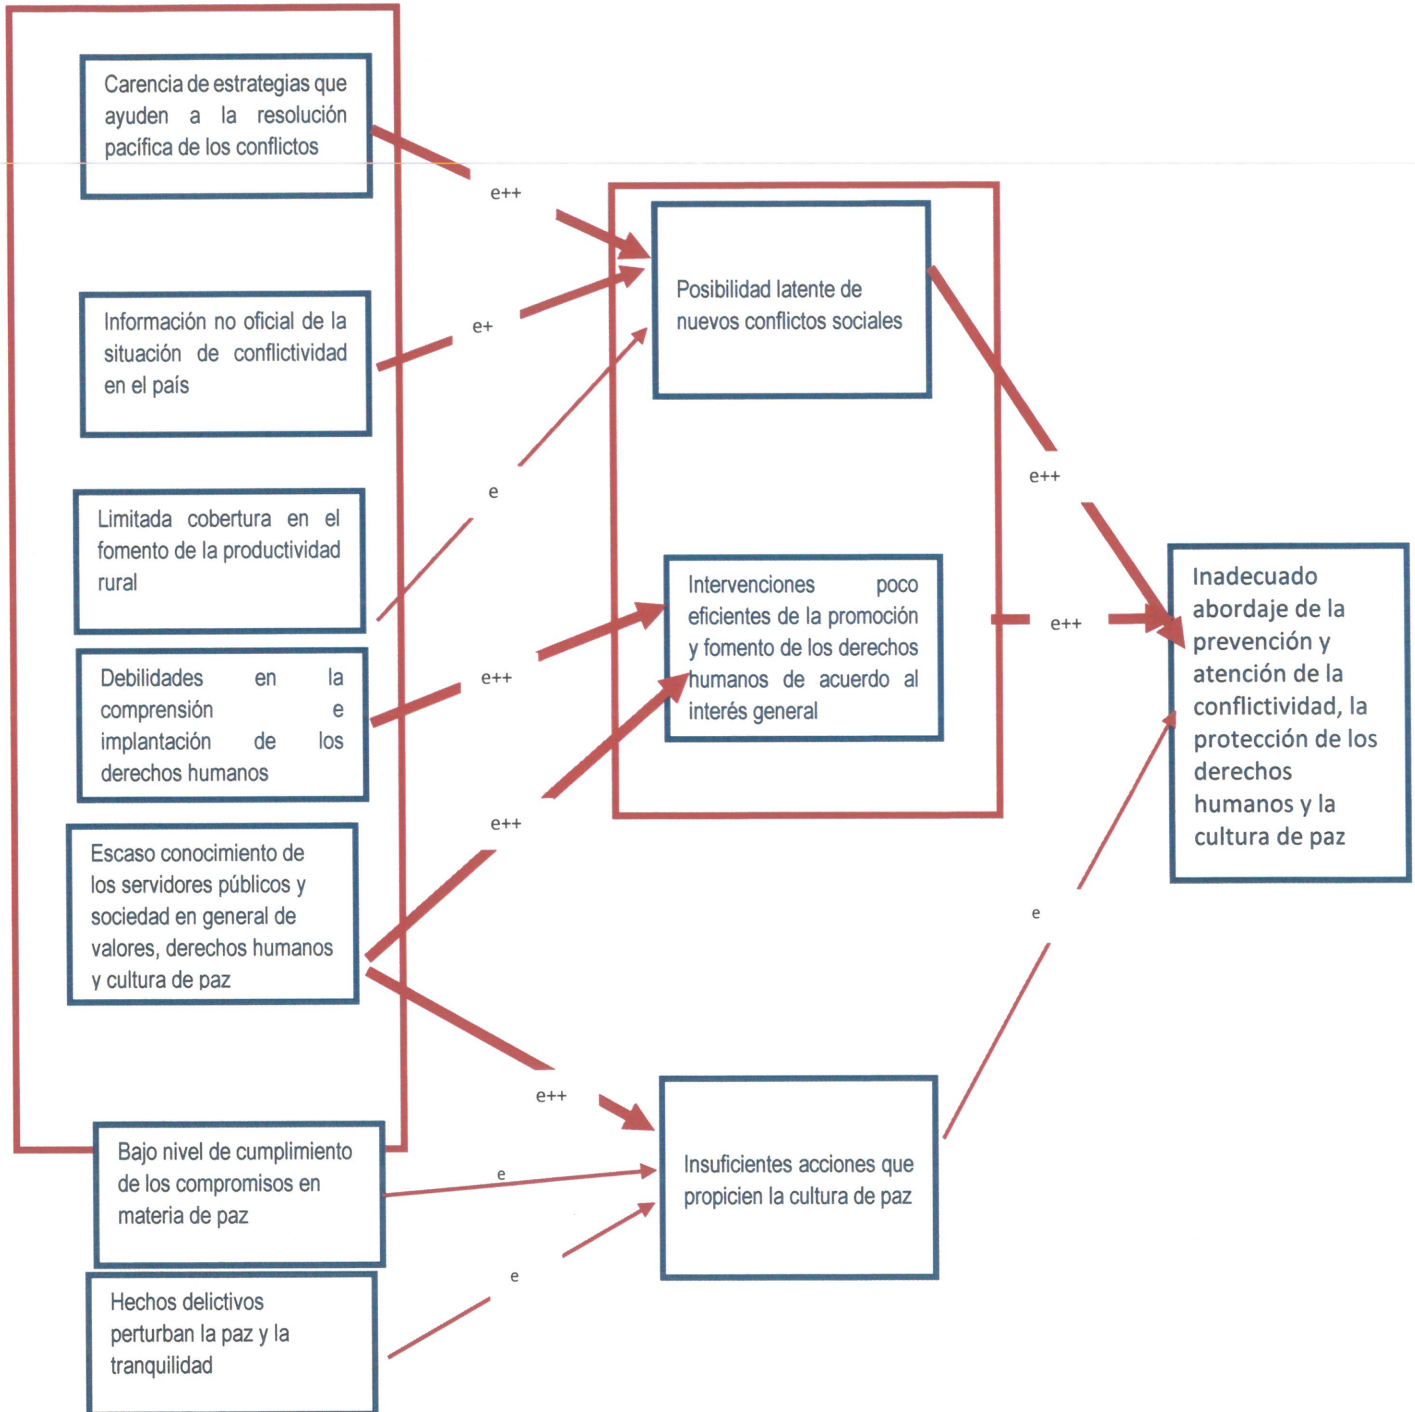 Carencia de estrategias que
ayuden a la resolución
pacífica de los conflictos
e++
Información no oficial de la
situación de conflictividad
en el país
e+
Posibilidad latente de
nuevos conflictos sociales
e++
Limitada cobertura en el
fomento de la productividad
rural
e
Debilidades en la
comprensión e
implantación de los
derechos humanos
e++
Intervenciones poco
eficientes de la promoción
y fomento de los derechos
humanos de acuerdo al
interés general
e++
Inadecuado
abordaje de la
prevención y
atención de la
conflictividad, la
protección de los
derechos
humanos y la
cultura de paz
Escaso conocimiento de
los servidores públicos y
sociedad en general de
valores, derechos humanos
y cultura de paz
e++
e
e++
Bajo nivel de cumplimiento
de los compromisos en
materia de paz
e
Insuficientes acciones que
propicien la cultura de paz
Hechos delictivos
perturban la paz y la
tranquilidad
e